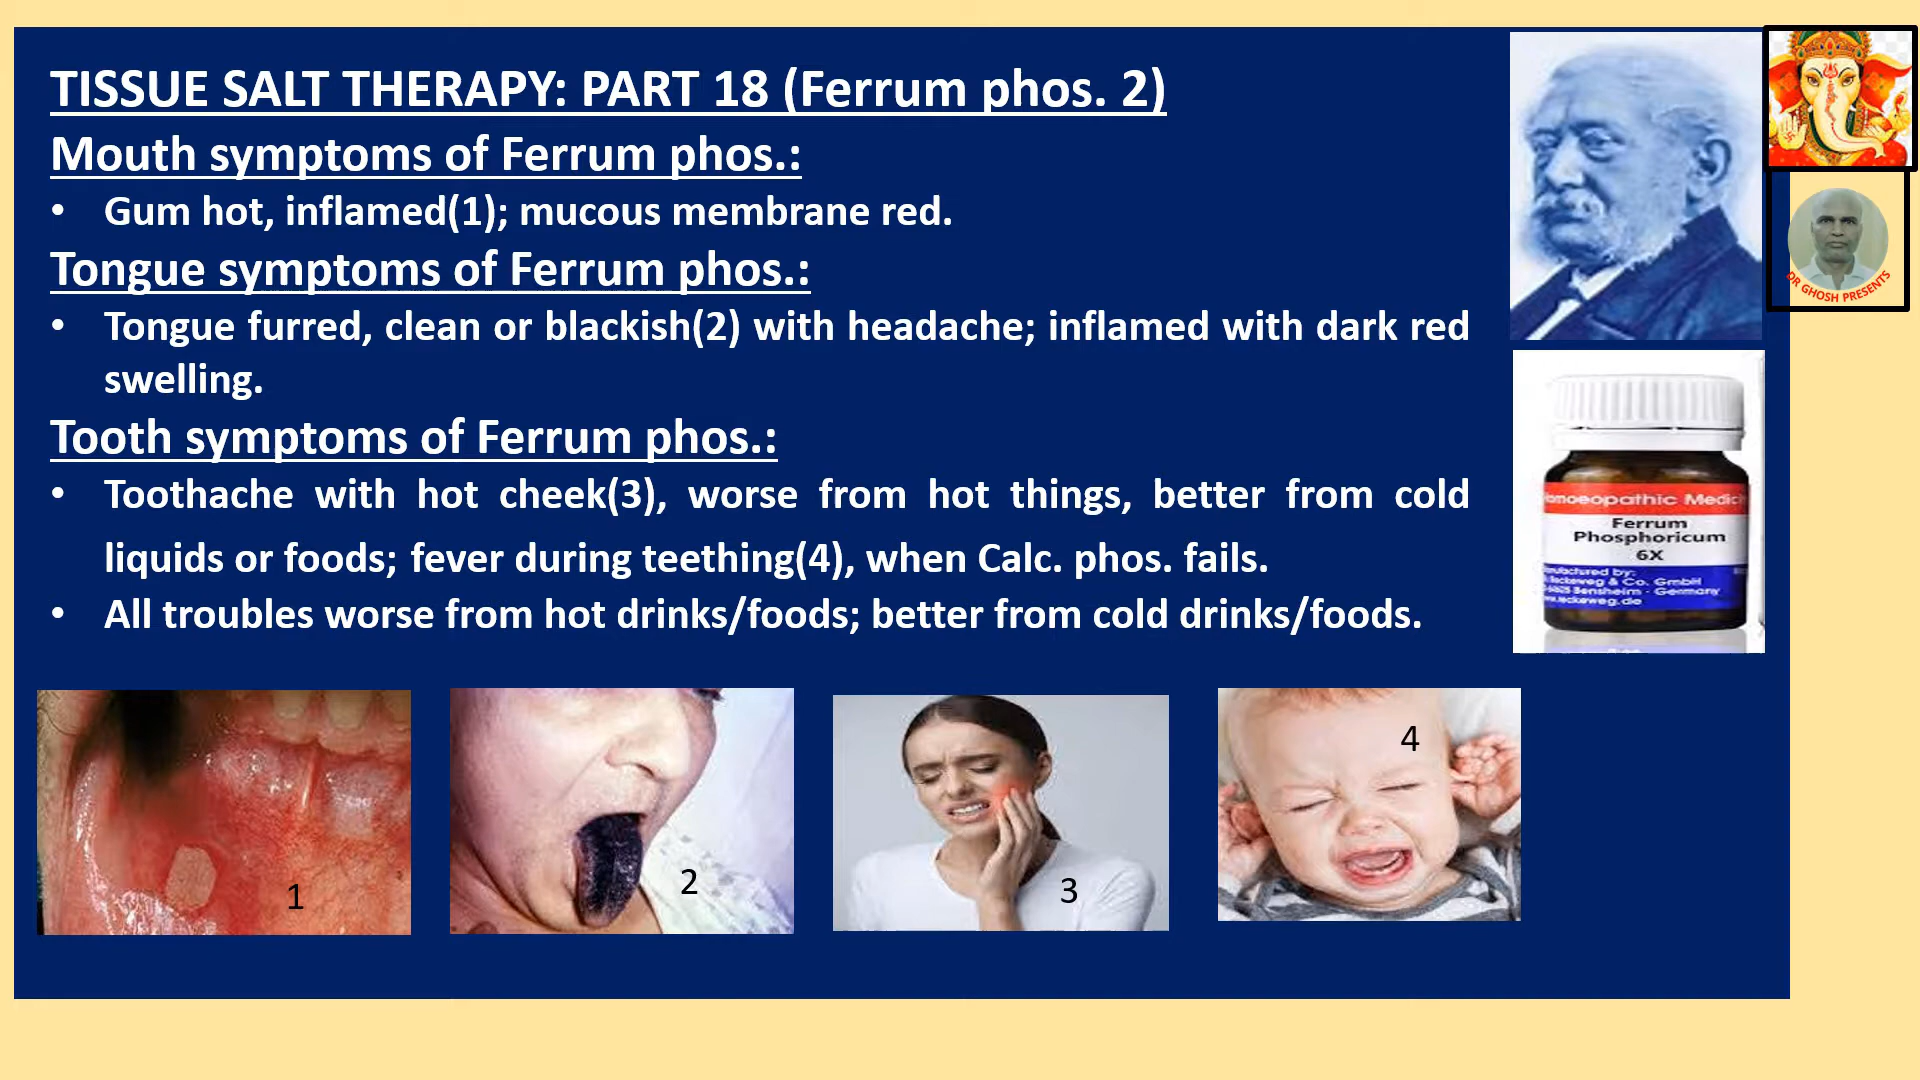 TISSUE SALT THERAPY: PART 18 (Ferrum phos. 2)
Mouth symptoms of Ferrum phos.:
• Gum hot, inflamed(1); mucous membrane red.
Tongue symptoms of Ferrum phos.:
• Tongue furred, clean or blackish(2) with headache; inflamed with dark red
swelling.
Tooth symptoms of Ferrum phos.:
• Toothache with hot cheek(3), worse from hot things, better from cold
liquids or foods; fever during teething(4), when Calc. phos. fails.
• All troubles worse from hot drinks/foods; better from cold drinks/foods.
DR GHOSH PRESENTS
omoeopathic Medici
Ferrum
Phosphoricum
6X
nufactured by:
Reckeweg & Co. GmbH
Bensheim - Germany
www.reckeweg.de
1
2
3
4